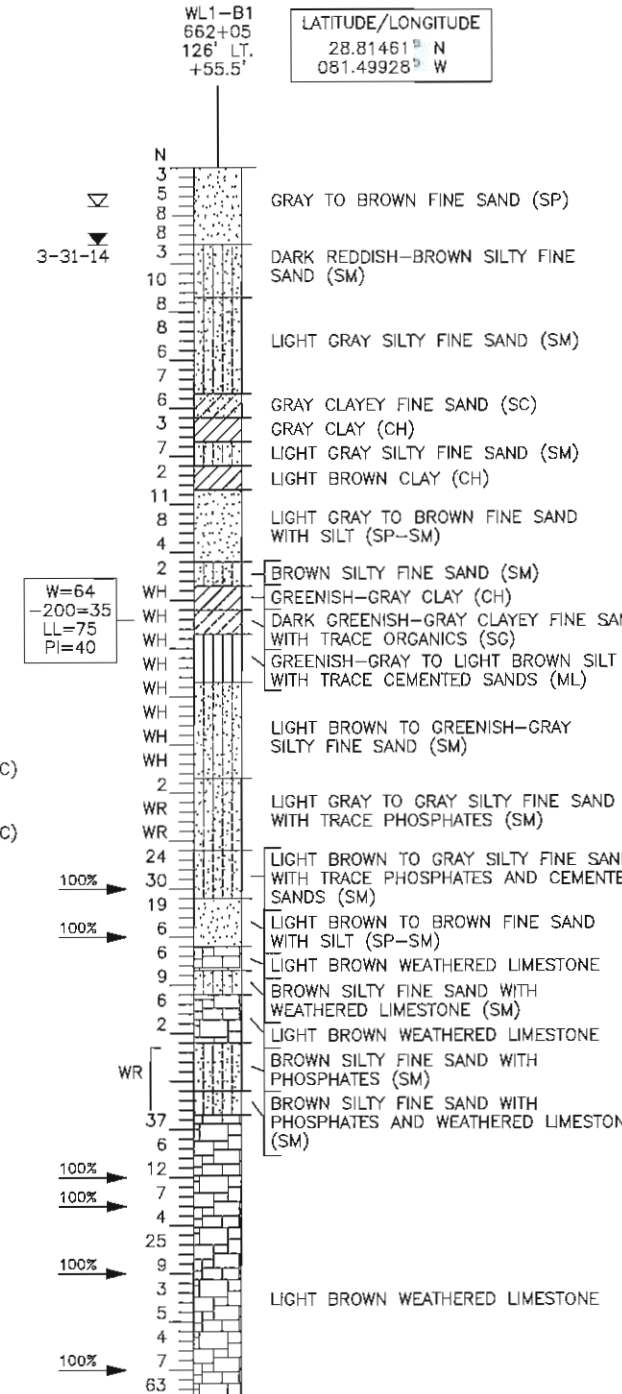 WL1-B1
662+05
126' LT.
+55.5'
LATITUDE/LONGITUDE
28.81461° N
081.49928° W
N
3
5
8
8
3-31-14
3
10
8
8
6
7
6
3
7
2
11
8
4
2
WH
WH
WH
WH
WH
WH
WH
WH
2
WR
WR
24
30
19
6
6
9
6
2
WR
37
6
12
7
4
25
9
3
5
4
7
63
GRAY TO BROWN FINE SAND (SP)
DARK REDDISH-BROWN SILTY FINE
SAND (SM)
LIGHT GRAY SILTY FINE SAND (SM)
GRAY CLAYEY FINE SAND (SC)
GRAY CLAY (CH)
LIGHT GRAY SILTY FINE SAND (SM)
LIGHT BROWN CLAY (CH)
LIGHT GRAY TO BROWN FINE SAND
WITH SILT (SP-SM)
BROWN SILTY FINE SAND (SM)
GREENISH-GRAY CLAY (CH)
DARK GREENISH-GRAY CLAYEY FINE SAN
WITH TRACE ORGANICS (SG)
GREENISH-GRAY TO LIGHT BROWN SILT
WITH TRACE CEMENTED SANDS (ML)
W=64
-200=35
LL=75
PI=40
LIGHT BROWN TO GREENISH-GRAY
SILTY FINE SAND (SM)
C)
LIGHT GRAY TO GRAY SILTY FINE SAND
WITH TRACE PHOSPHATES (SM)
C)
LIGHT BROWN TO GRAY SILTY FINE SAND
WITH TRACE PHOSPHATES AND CEMENTE
SANDS (SM)
100%
LIGHT BROWN TO BROWN FINE SAND
WITH SILT (SP-SM)
100%
LIGHT BROWN WEATHERED LIMESTONE
BROWN SILTY FINE SAND WITH
WEATHERED LIMESTONE (SM)
LIGHT BROWN WEATHERED LIMESTONE
BROWN SILTY FINE SAND WITH
PHOSPHATES (SM)
BROWN SILTY FINE SAND WITH
PHOSPHATES AND WEATHERED LIMESTON
(SM)
100%
100%
100%
LIGHT BROWN WEATHERED LIMESTONE
100%